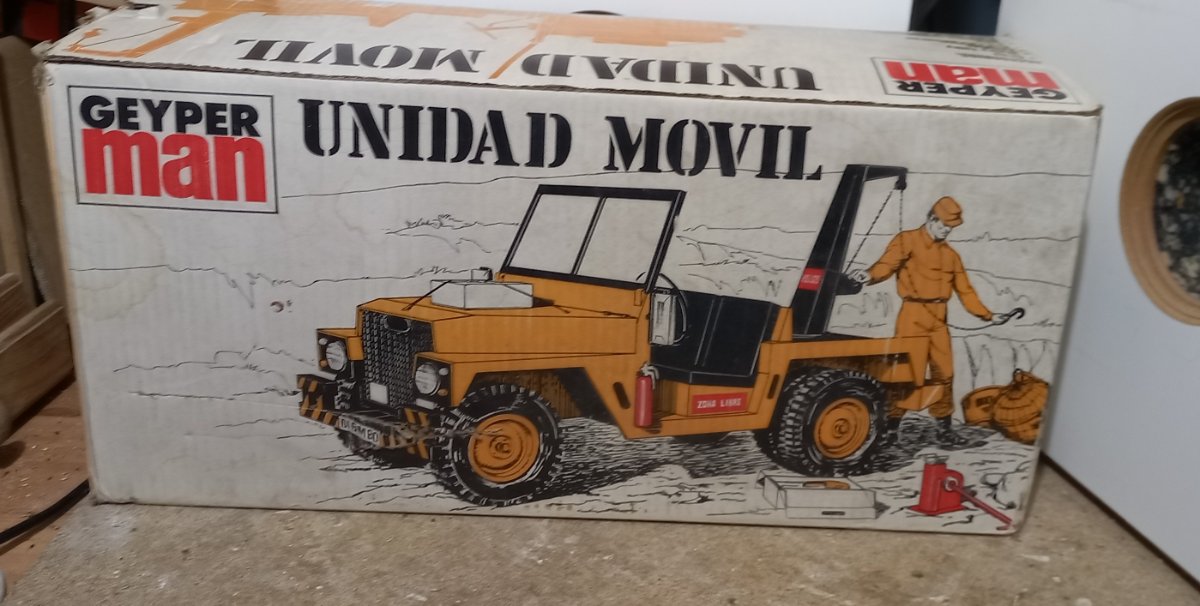 UNIDAD MOVIL
GEYPER
man
GEYPER
man
UNIDAD MOVIL
ZONA LIBRE